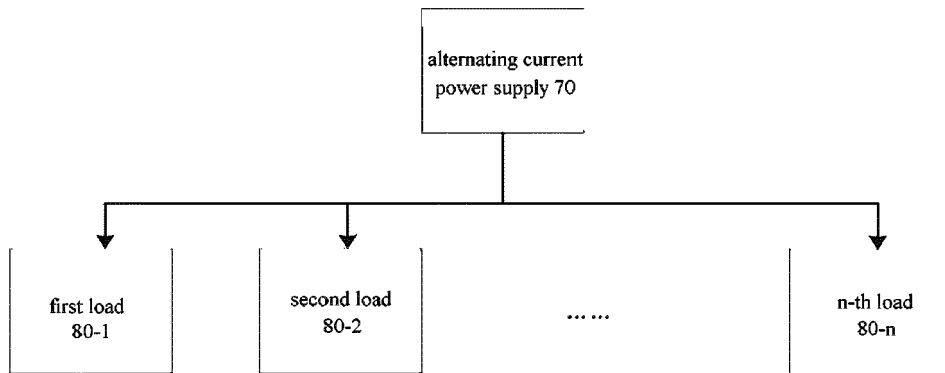 alternating current
power supply 70
first load
80-1
second load
80-2
... ...
n-th load
80-n